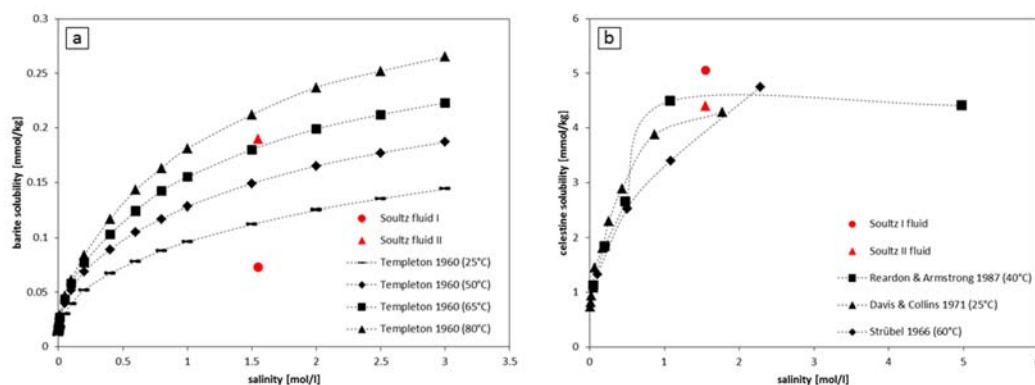 a
barite solubility [mmol/kg]
0.3
0.25
0.2
0.15
0.1
0.05
0
0
0.5
1
1.5
2
2.5
3
3.5
salinity [mol/l]
Soultz fluid I
Soultz fluid II
Templeton 1960 (25°C)
Templeton 1960 (50°C)
Templeton 1960 (65°C)
Templeton 1960 (80°C)
b
celestine solubility [mmol/kg]
6
5
4
3
2
1
0
0
1
2
3
4
5
salinity [mol/l]
Soultz I fluid
Soultz II fluid
Reardon & Armstrong 1987 (40°C)
Davis & Collins 1971 (25°C)
Strübel 1966 (60°C)